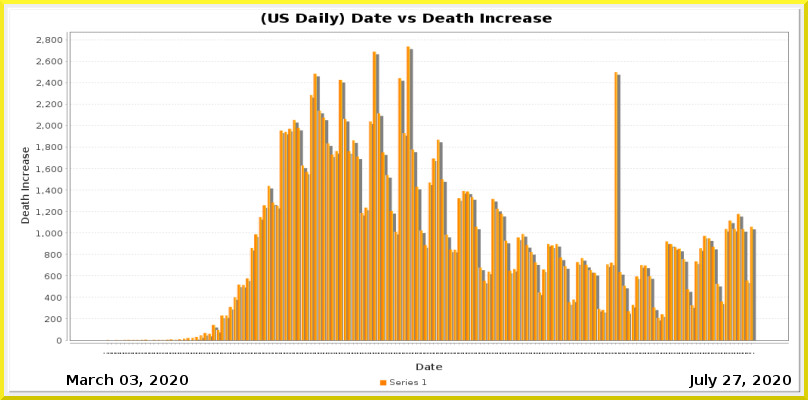 (US Daily) Date vs Death Increase
2,800
2,600
2,400
2,200
2,000
1,800
1,600
1,400
1,200
1,000
800
600
400
200
0
Death Increase
Date
March 03, 2020
Series 1
July 27, 2020